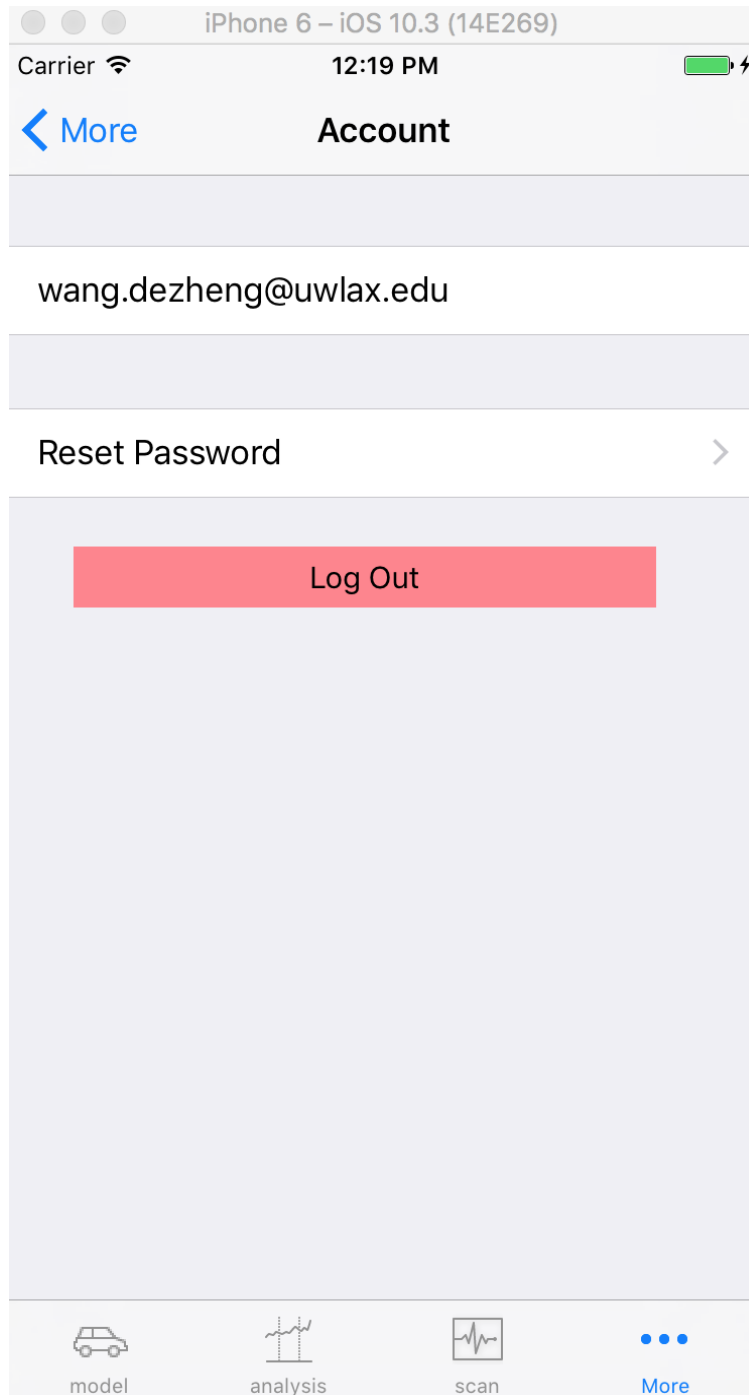 iPhone 6 – iOS 10.3 (14E269)
Carrier 12:19 PM
More Account
wang.dezheng@uwlax.edu
Reset Password
Log Out
model analysis scan More